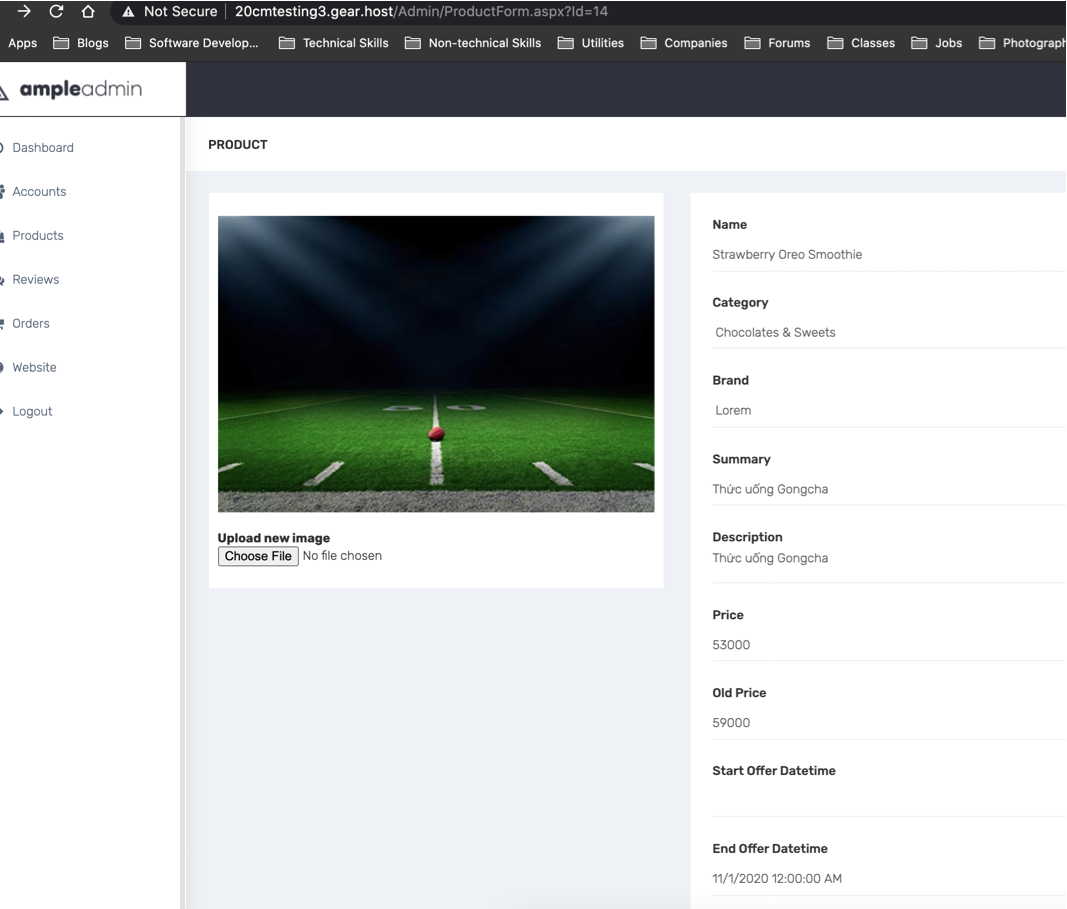 Not Secure 20cmtesting3.gear.host/Admin/ProductForm.aspx?Id=14
Apps Blogs Software Develop... Technical Skills Non-technical Skills Utilities Companies Forums Classes Jobs Photograph
ampleadmin
Dashboard
Accounts
Products
Reviews
Orders
Website
Logout
PRODUCT
50
Upload new image
Choose File No file chosen
Name
Strawberry Oreo Smoothie
Category
Chocolates & Sweets
Brand
Lorem
Summary
Thức uống Gongcha
Description
Thức uống Gongcha
Price
53000
Old Price
59000
Start Offer Datetime
End Offer Datetime
11/1/2020 12:00:00 AM